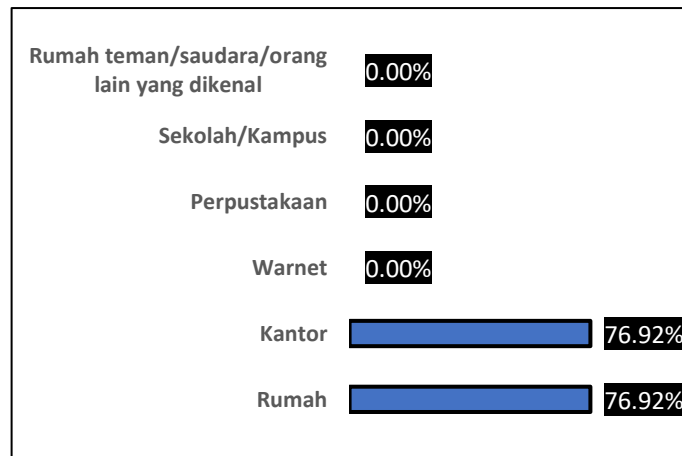 Rumah teman/saudara/orang
lain yang dikenal
0.00%
Sekolah/Kampus
0.00%
Perpustakaan
0.00%
Warnet
0.00%
Kantor
76.92%
Rumah
76.92%